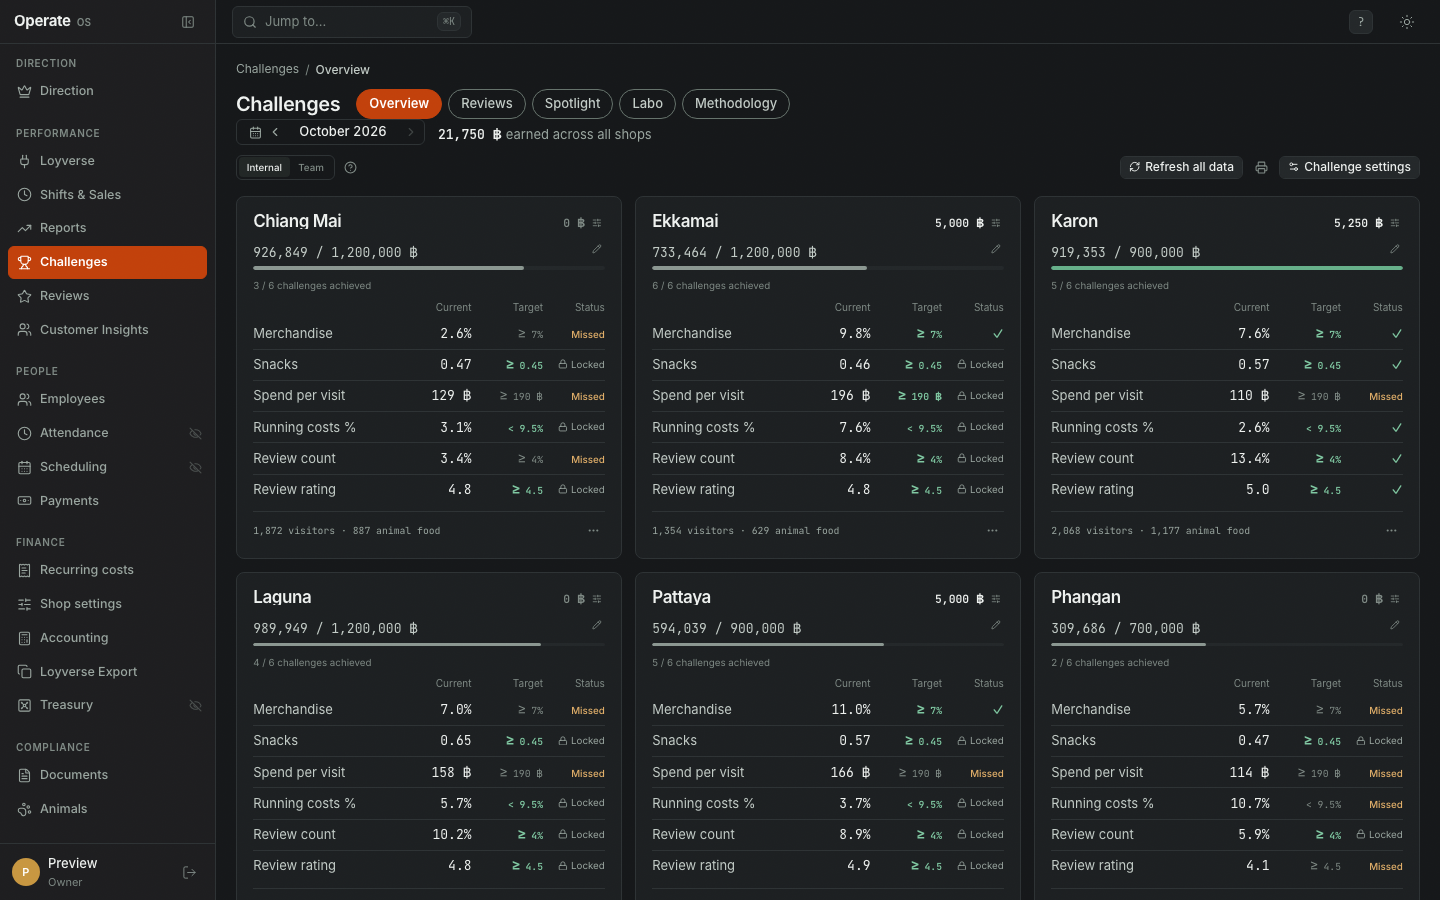 Operate OS
Jump to... ⌘K
?
DIRECTION
Direction
PERFORMANCE
Loyverse
Shifts & Sales
Reports
Challenges
Reviews
Customer Insights
PEOPLE
Employees
Attendance
Scheduling
Payments
FINANCE
Recurring costs
Shop settings
Accounting
Loyverse Export
Treasury
COMPLIANCE
Documents
Animals
P
Preview
Owner
Challenges / Overview
Challenges Overview Reviews Spotlight Labo Methodology
October 2026 21,750 ฿ earned across all shops
Internal Team Refresh all data Challenge settings
Chiang Mai 0 ฿
926,849 / 1,200,000 ฿
3 / 6 challenges achieved
Current Target Status
Merchandise 2.6% ≥ 7% Missed
Snacks 0.47 ≥ 0.45 Locked
Spend per visit 129 ฿ ≥ 190 ฿ Missed
Running costs % 3.1% < 9.5% Locked
Review count 3.4% ≥ 4% Missed
Review rating 4.8 ≥ 4.5 Locked
1,872 visitors · 887 animal food
Ekkamai 5,000 ฿
733,464 / 1,200,000 ฿
6 / 6 challenges achieved
Current Target Status
Merchandise 9.8% ≥ 7% ✓
Snacks 0.46 ≥ 0.45 Locked
Spend per visit 196 ฿ ≥ 190 ฿ Locked
Running costs % 7.6% < 9.5% Locked
Review count 8.4% ≥ 4% Locked
Review rating 4.8 ≥ 4.5 Locked
1,354 visitors · 629 animal food
Karon 5,250 ฿
919,353 / 900,000 ฿
5 / 6 challenges achieved
Current Target Status
Merchandise 7.6% ≥ 7% ✓
Snacks 0.57 ≥ 0.45 ✓
Spend per visit 110 ฿ ≥ 190 ฿ Missed
Running costs % 2.6% < 9.5% ✓
Review count 13.4% ≥ 4% ✓
Review rating 5.0 ≥ 4.5 ✓
2,068 visitors · 1,177 animal food
Laguna 0 ฿
989,949 / 1,200,000 ฿
4 / 6 challenges achieved
Current Target Status
Merchandise 7.0% ≥ 7% Missed
Snacks 0.65 ≥ 0.45 Locked
Spend per visit 158 ฿ ≥ 190 ฿ Missed
Running costs % 5.7% < 9.5% Locked
Review count 10.2% ≥ 4% Locked
Review rating 4.8 ≥ 4.5 Locked
Pattaya 5,000 ฿
594,039 / 900,000 ฿
5 / 6 challenges achieved
Current Target Status
Merchandise 11.0% ≥ 7% ✓
Snacks 0.57 ≥ 0.45 Locked
Spend per visit 166 ฿ ≥ 190 ฿ Missed
Running costs % 3.7% < 9.5% Locked
Review count 8.9% ≥ 4% Locked
Review rating 4.9 ≥ 4.5 Locked
Phangan 0 ฿
309,686 / 700,000 ฿
2 / 6 challenges achieved
Current Target Status
Merchandise 5.7% ≥ 7% Missed
Snacks 0.47 ≥ 0.45 Locked
Spend per visit 114 ฿ ≥ 190 ฿ Missed
Running costs % 10.7% < 9.5% Missed
Review count 5.9% ≥ 4% Locked
Review rating 4.1 ≥ 4.5 Missed